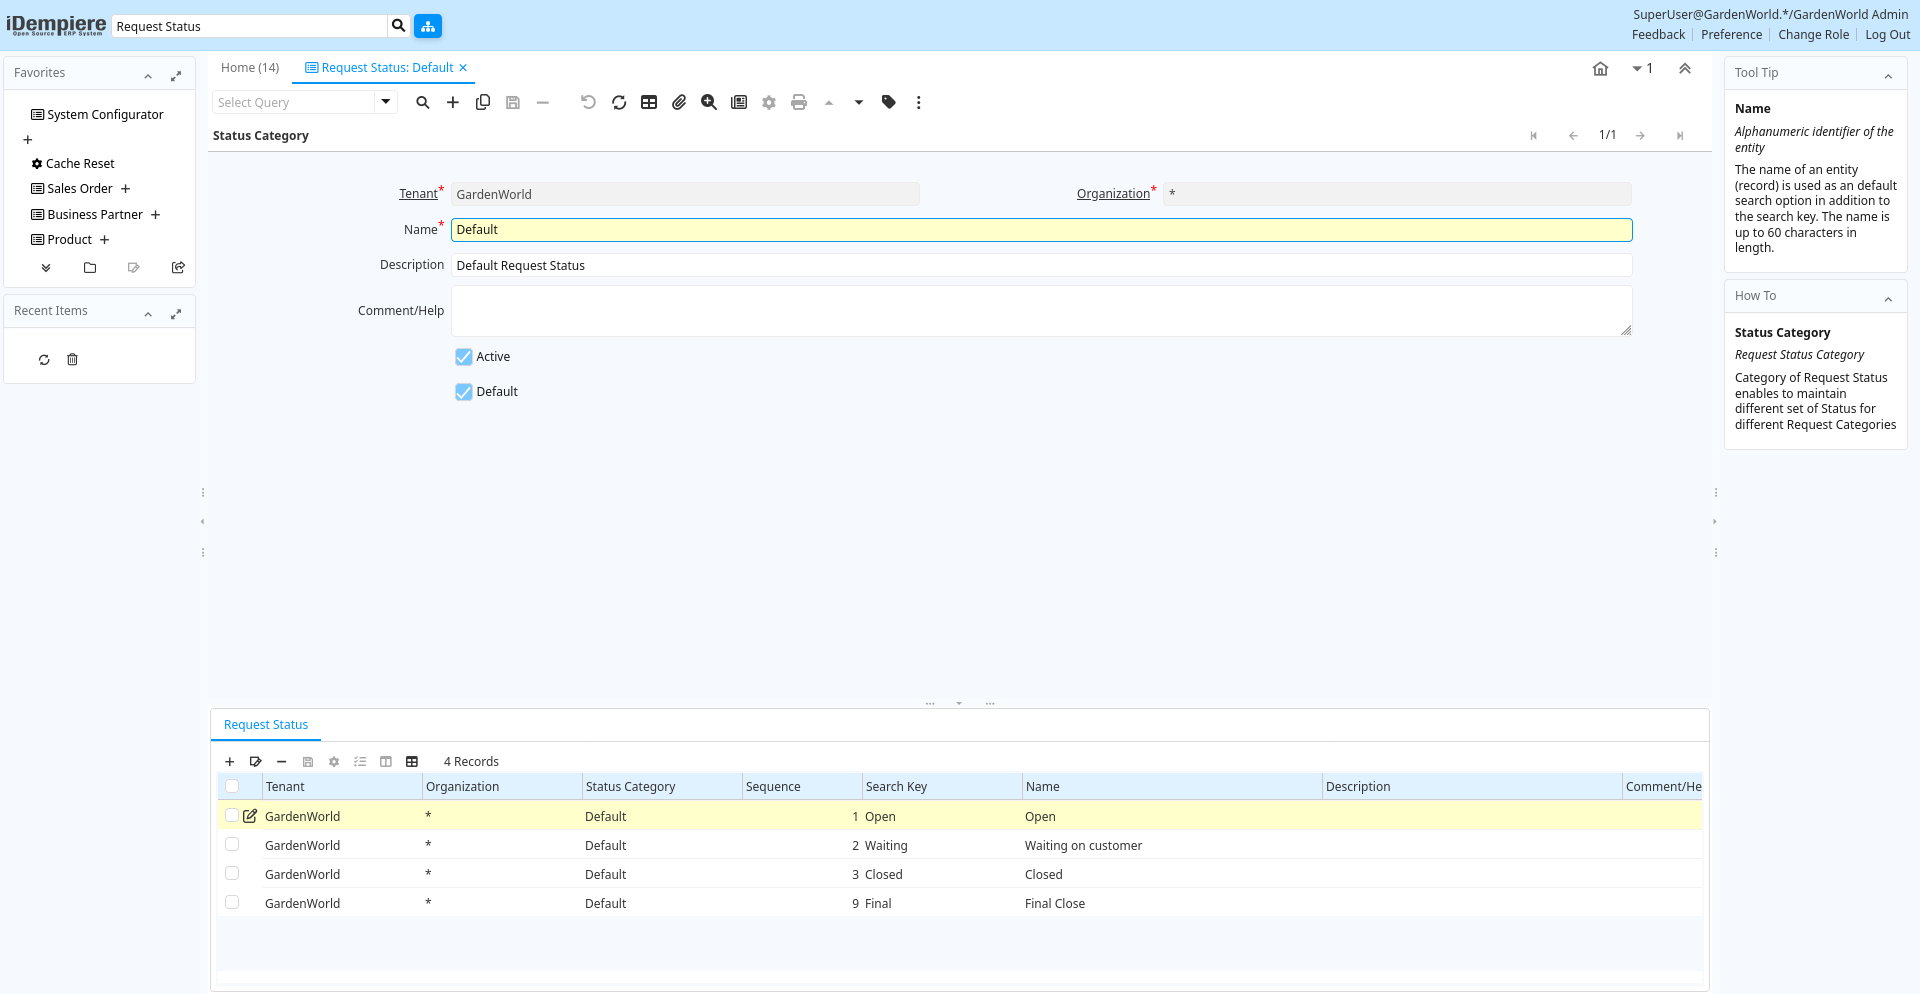 iDempiere
Open Source ERP System
Request Status
SuperUser@GardenWorld.*/GardenWorld Admin
Feedback
Preference
Change Role
Log Out
Favorites
System Configurator
Cache Reset
Sales Order
Business Partner
Product
Recent Items
Home (14)
Request Status: Default
1
Select Query
Status Category
1/1
Tenant*
GardenWorld
Organization*
*
Name*
Default
Description
Default Request Status
Comment/Help
Active
Default
Request Status
4 Records
Tenant Organization Status Category Sequence Search Key Name Description Comment/He
GardenWorld * Default 1 Open Open
GardenWorld * Default 2 Waiting Waiting on customer
GardenWorld * Default 3 Closed Closed
GardenWorld * Default 9 Final Final Close
Tool Tip
Name
Alphanumeric identifier of the
entity
The name of an entity
(record) is used as an default
search option in addition to
the search key. The name is
up to 60 characters in
length.
How To
Status Category
Request Status Category
Category of Request Status
enables to maintain
different set of Status for
different Request Categories